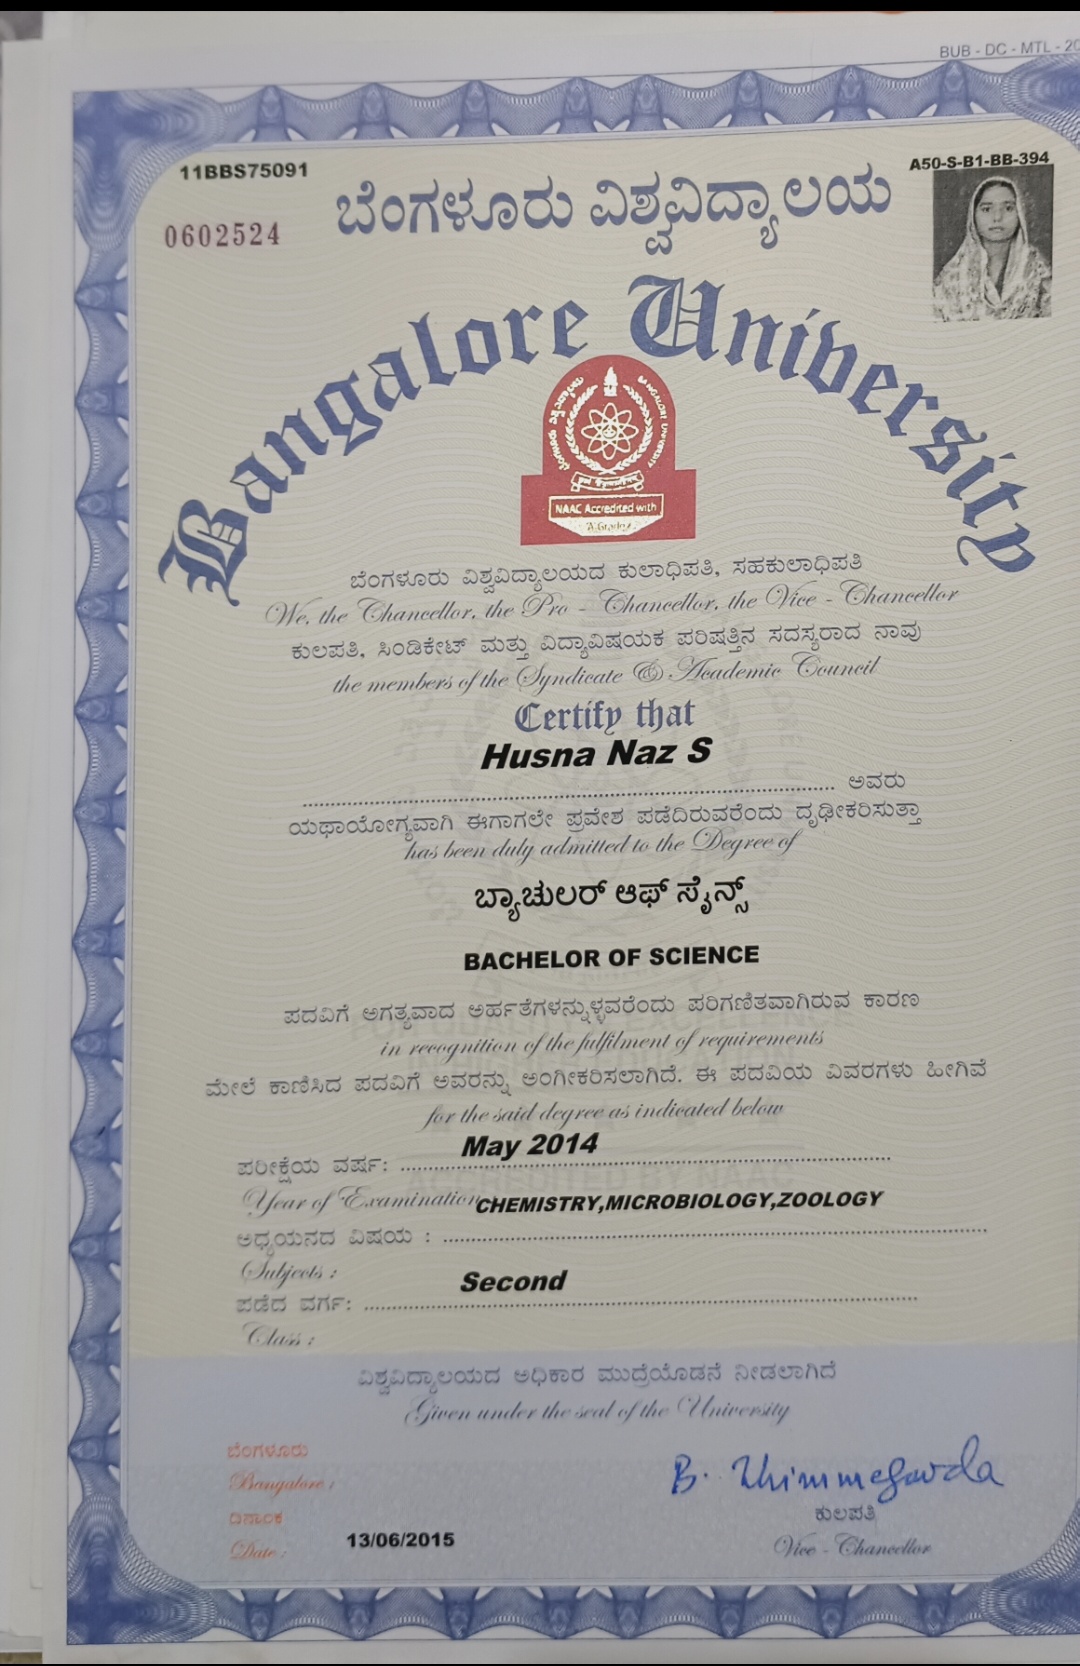 BUB - DC - MTL - 20
11BBS75091
A50-S-B1-BB-394
0602524
ಬೆಂಗಳೂರು ವಿಶ್ವವಿದ್ಯಾಲಯ
Bangalore University
BANGALORE UNIVERSITY
NAAC Accredited with
'A' Grade
ಬೆಂಗಳೂರು ವಿಶ್ವವಿದ್ಯಾಲಯದ ಕುಲಾಧಿಪತಿ, ಸಹಕುಲಾಧಿಪತಿ
We, the Chancellor, the Pro - Chancellor, the Vice - Chancellor
ಕುಲಪತಿ, ಸಿಂಡಿಕೇಟ್ ಮತ್ತು ವಿದ್ಯಾವಿಷಯಕ ಪರಿಷತ್ತಿನ ಸದಸ್ಯರಾದ ನಾವು
the members of the Syndicate & Academic Council
Certify that
Husna Naz S
ಅವರು
ಯಥಾಯೋಗ್ಯವಾಗಿ ಈಗಾಗಲೇ ಪ್ರವೇಶ ಪಡೆದಿರುವರೆಂದು ದೃಢೀಕರಿಸುತ್ತಾ
has been duly admitted to the Degree of
ಬ್ಯಾಚುಲರ್ ಆಫ್ ಸೈನ್ಸ್
BACHELOR OF SCIENCE
ಪದವಿಗೆ ಅಗತ್ಯವಾದ ಅರ್ಹತೆಗಳನ್ನುಳ್ಳವರೆಂದು ಪರಿಗಣಿತವಾಗಿರುವ ಕಾರಣ
in recognition of the fulfilment of requirements
ಮೇಲೆ ಕಾಣಿಸಿದ ಪದವಿಗೆ ಅವರನ್ನು ಅಂಗೀಕರಿಸಲಾಗಿದೆ. ಈ ಪದವಿಯ ವಿವರಗಳು ಹೀಗಿವೆ
for the said degree as indicated below
ಪರೀಕ್ಷೆಯ ವರ್ಷ: May 2014
ACCREDITED BY NAAC
Year of Examination CHEMISTRY,MICROBIOLOGY,ZOOLOGY
ಅಧ್ಯಯನದ ವಿಷಯ :
Subjects :
ಪಡೆದ ವರ್ಗ: Second
Class :
ವಿಶ್ವವಿದ್ಯಾಲಯದ ಅಧಿಕಾರ ಮುದ್ರೆಯೊಡನೆ ನೀಡಲಾಗಿದೆ
Given under the seal of the University
ಬೆಂಗಳೂರು
Bangalore :
B. Thimmegowda
ದಿನಾಂಕ
ಕುಲಪತಿ
Date : 13/06/2015
Vice - Chancellor